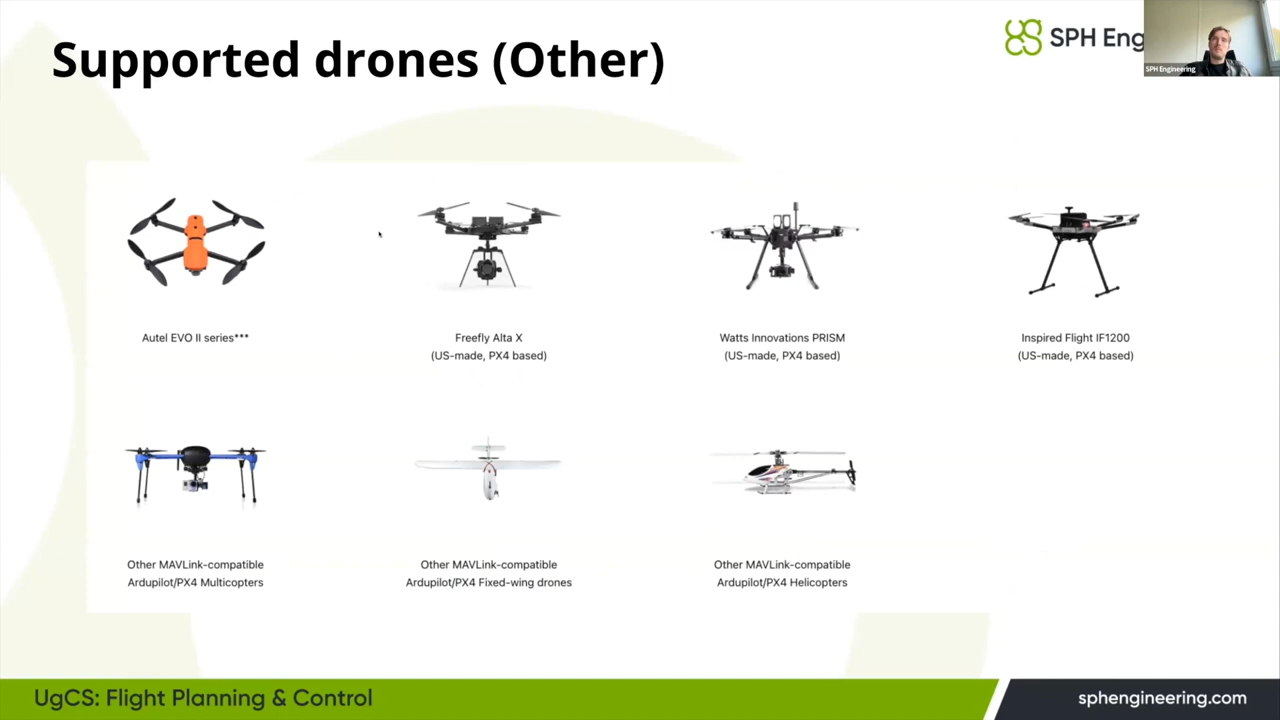 Supported drones (Other)
SPH Eng
SPH Engineering
Autel EVO II series***
Freefly Alta X
(US-made, PX4 based)
Watts Innovations PRISM
(US-made, PX4 based)
Inspired Flight IF1200
(US-made, PX4 based)
Other MAVLink-compatible
Ardupilot/PX4 Multicopters
Other MAVLink-compatible
Ardupilot/PX4 Fixed-wing drones
Other MAVLink-compatible
Ardupilot/PX4 Helicopters
UgCS: Flight Planning & Control
sphengineering.com